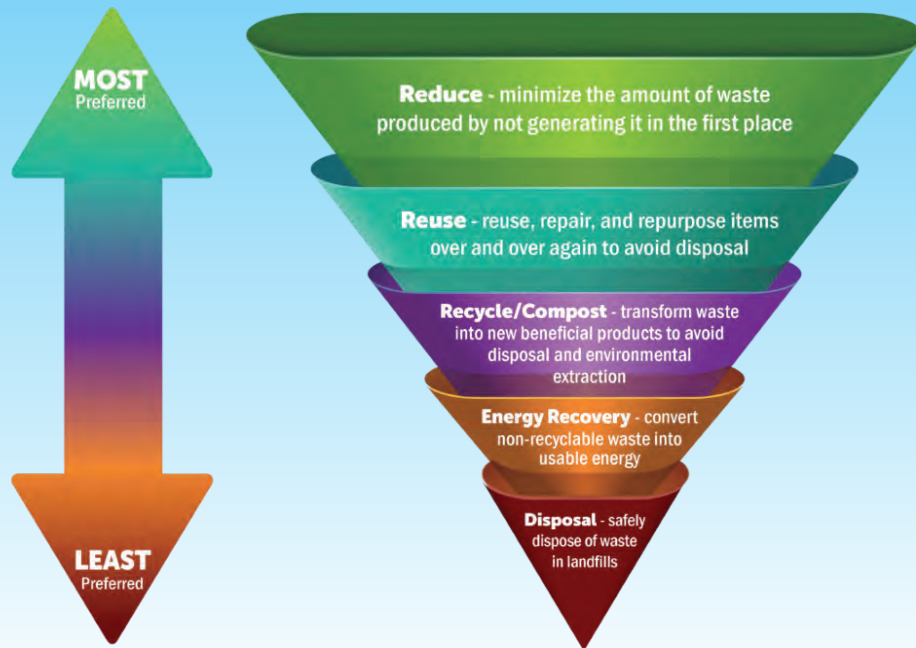 MOST
Preferred
Reduce - minimize the amount of waste
produced by not generating it in the first place
Reuse - reuse, repair, and repurpose items
over and over again to avoid disposal
Recycle/Compost - transform waste
into new beneficial products to avoid
disposal and environmental
extraction
Energy Recovery - convert
non-recyclable waste into
usable energy
Disposal - safely
dispose of waste
in landfills
LEAST
Preferred